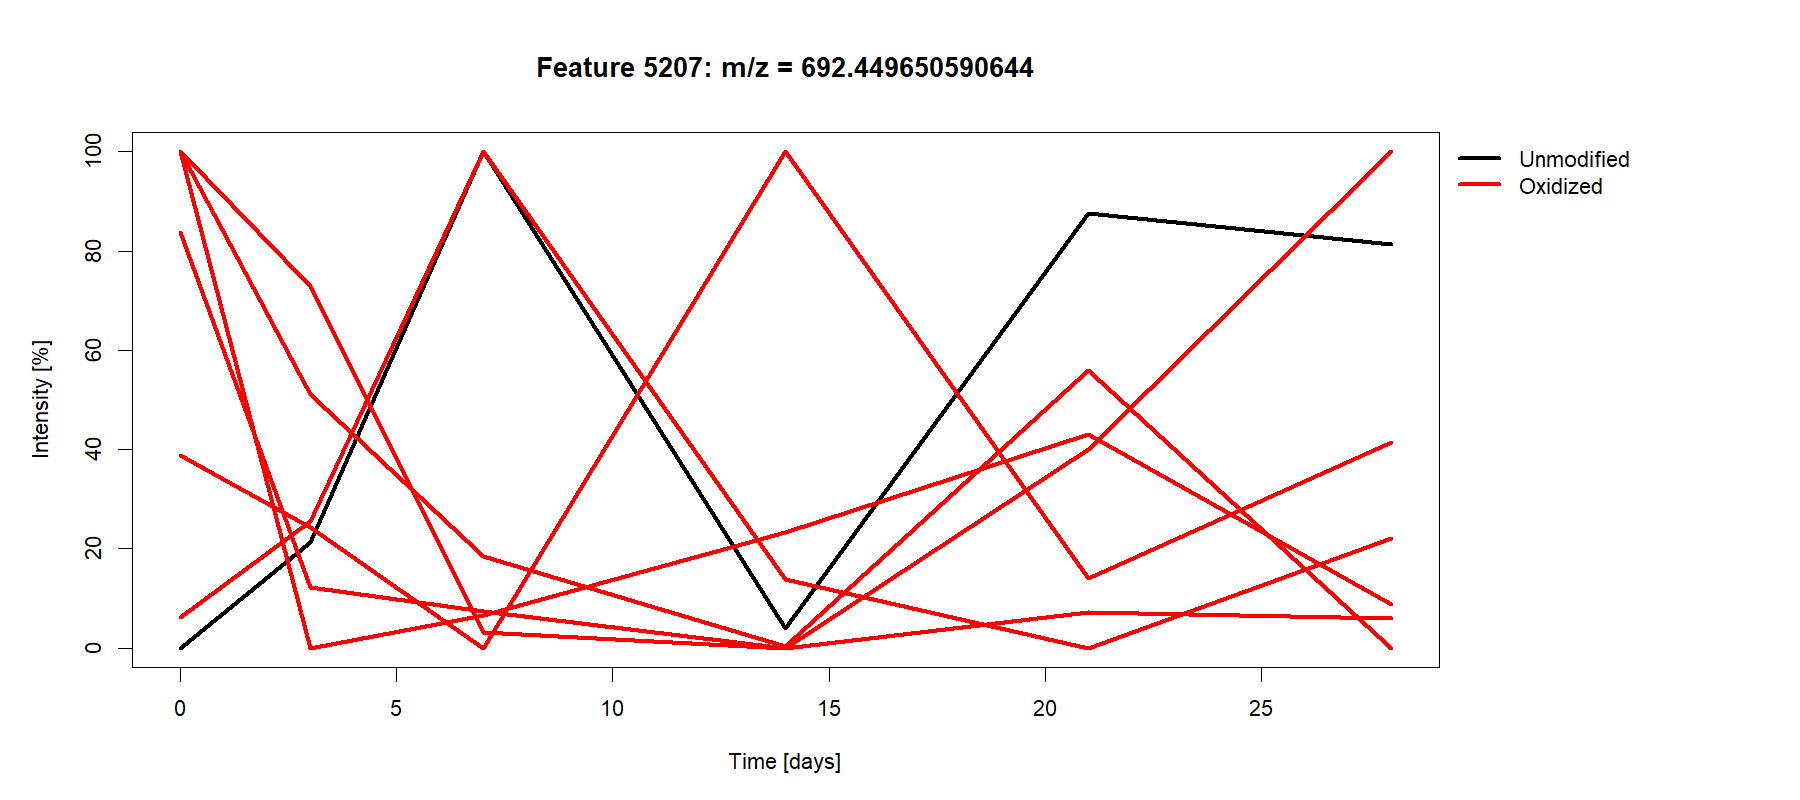 Feature 5207: m/z = 692.449650590644
Unmodified
Oxidized
Intensity [%]
100
80
60
40
20
0
0 5 10 15 20 25
Time [days]